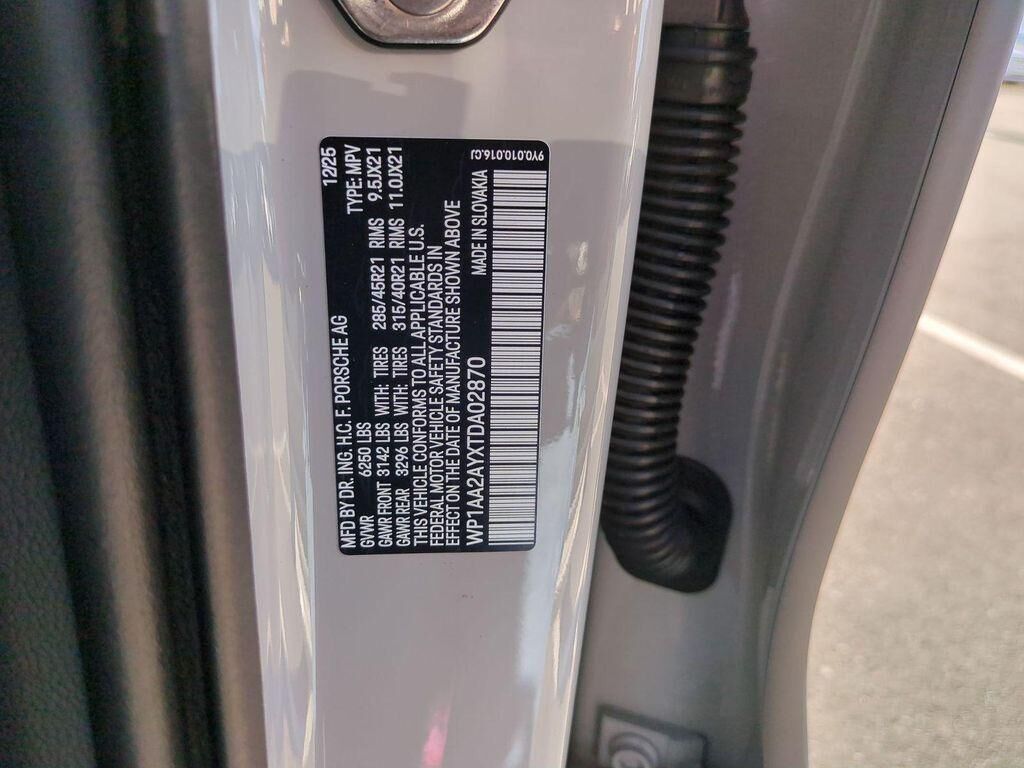 MFD BY DR. ING. H.C. F. PORSCHE AG 12/25
GVWR 6250 LBS TYPE: MPV
GAWR FRONT 3142 LBS WITH: TIRES 285/45R21 RIMS 9.5JX21
GAWR REAR 3296 LBS WITH: TIRES 315/40R21 RIMS 11.0JX21
THIS VEHICLE CONFORMS TO ALL APPLICABLE U.S.
FEDERAL MOTOR VEHICLE SAFETY STANDARDS IN
EFFECT ON THE DATE OF MANUFACTURE SHOWN ABOVE
WP1AA2AYXTDA02870 MADE IN SLOVAKIA
9Y0.010.016.CJ